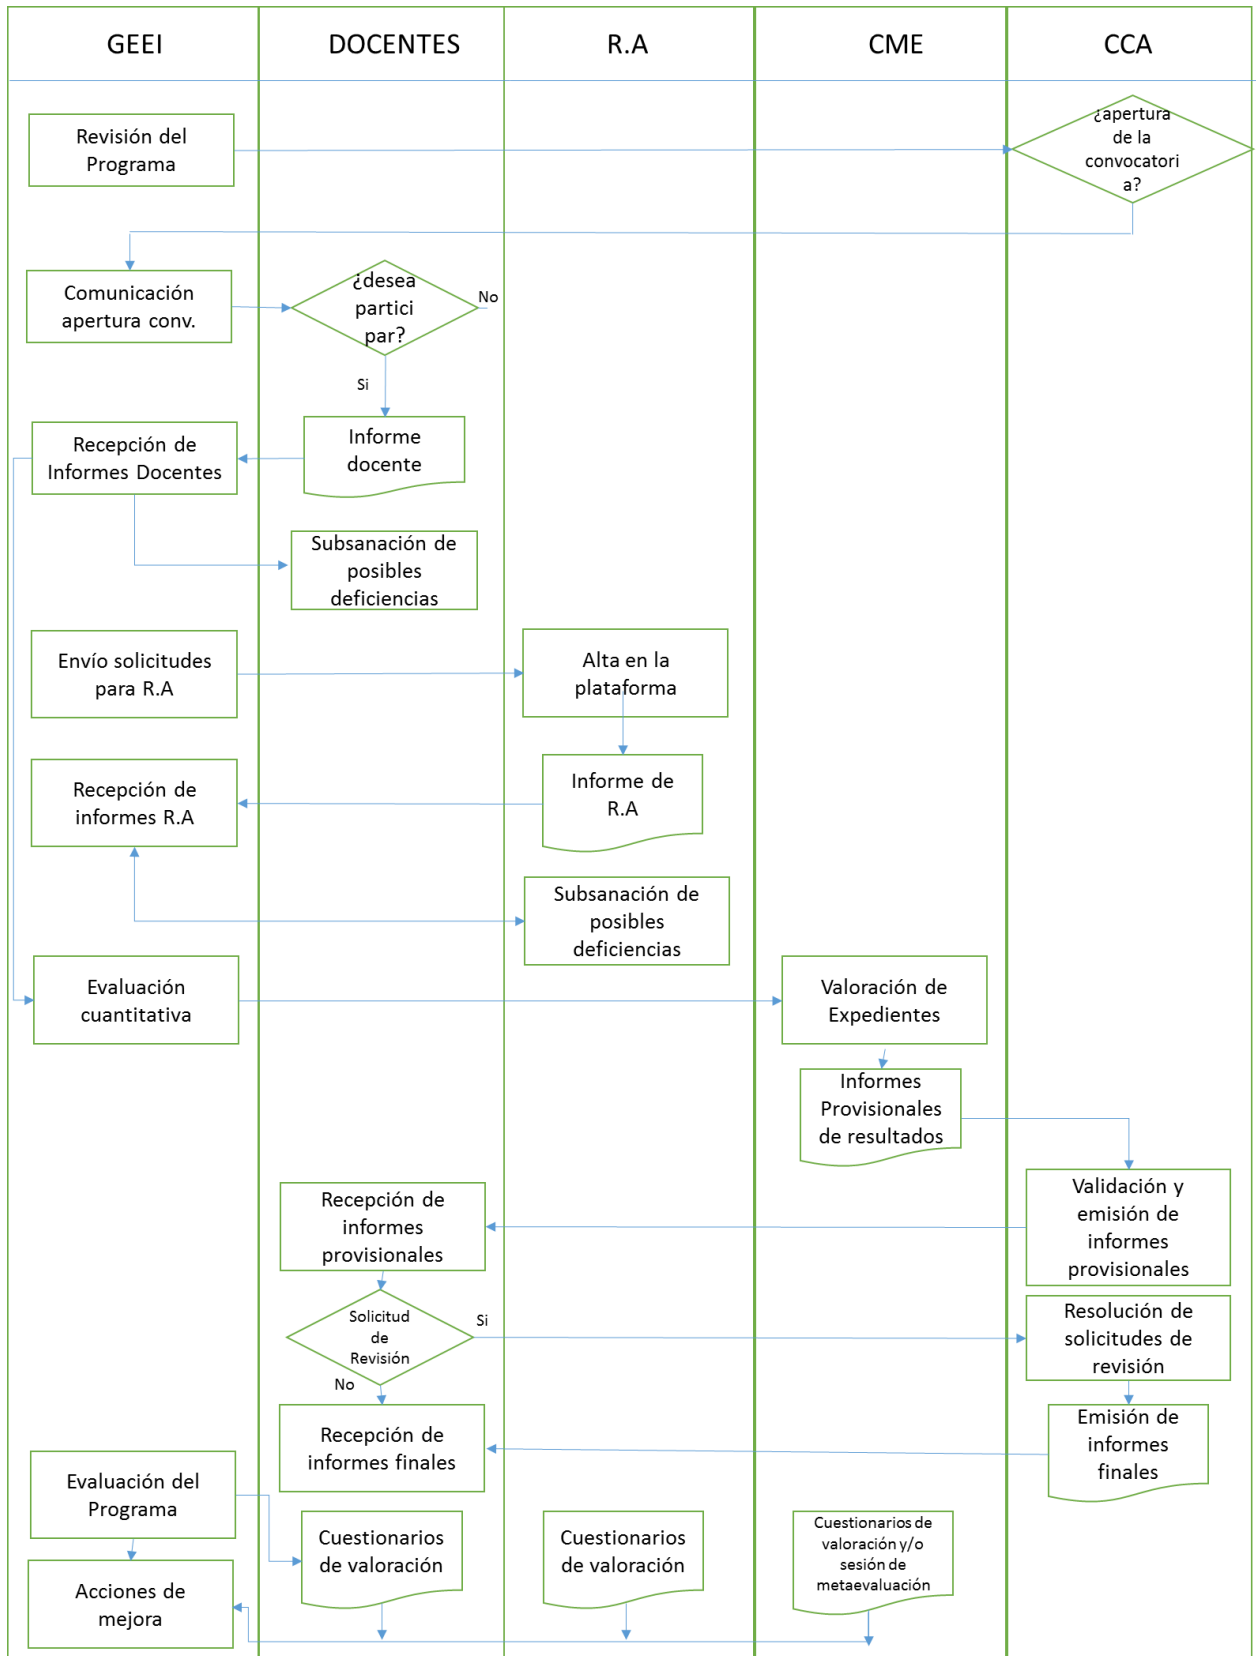 GEEI
DOCENTES
R.A
CME
CCA
Revisión del
Programa
¿apertura
de la
convocatori
a?
Comunicación
apertura conv.
¿desea
partici
par?
No
Si
Recepción de
Informes Docentes
Informe
docente
Subsanación de
posibles
deficiencias
Envío solicitudes
para R.A
Alta en la
plataforma
Recepción de
informes R.A
Informe de
R.A
Subsanación de
posibles
deficiencias
Evaluación
cuantitativa
Valoración de
Expedientes
Informes
Provisionales
de resultados
Recepción de
informes
provisionales
Validación y
emisión de
informes
provisionales
Solicitud
de
Revisión
Si
No
Resolución de
solicitudes de
revisión
Recepción de
informes finales
Emisión de
informes
finales
Evaluación del
Programa
Cuestionarios
de valoración
Cuestionarios
de valoración
Cuestionarios de
valoración y/o
sesión de
metaevaluación
Acciones de
mejora